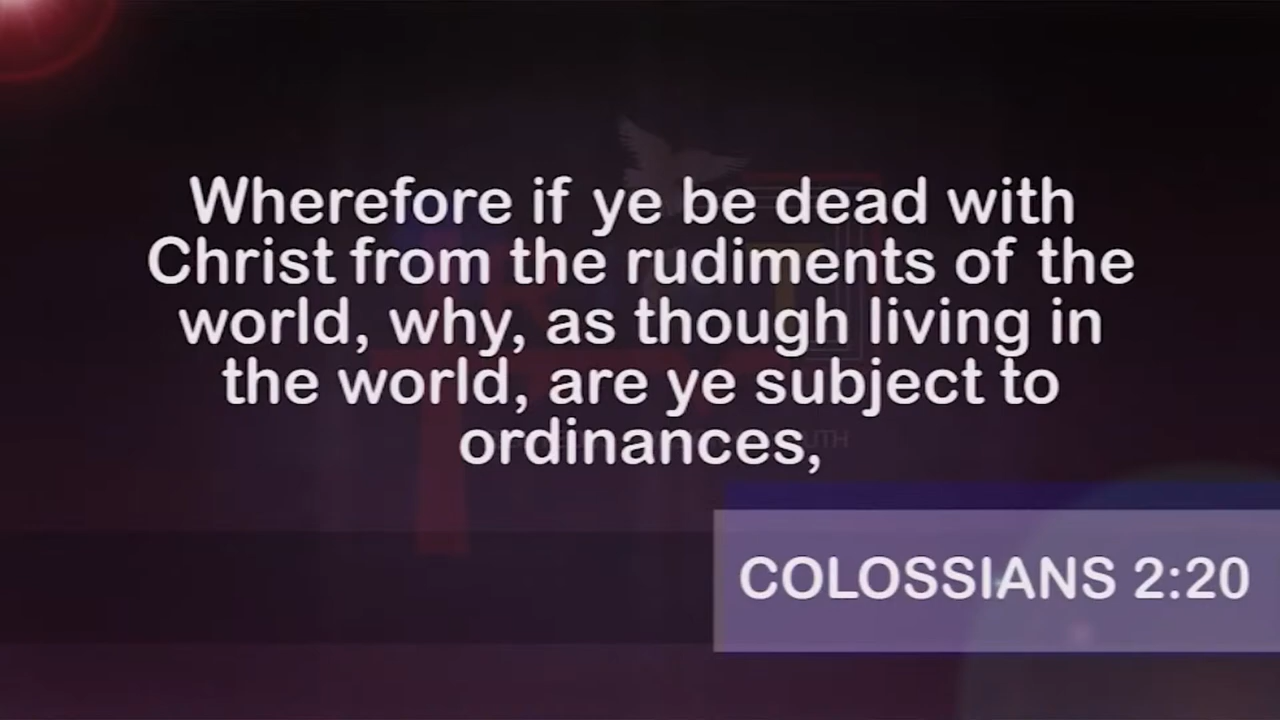 Wherefore if ye be dead with
Christ from the rudiments of the
world, why, as though living in
the world, are ye subject to
ordinances,
COLOSSIANS 2:20